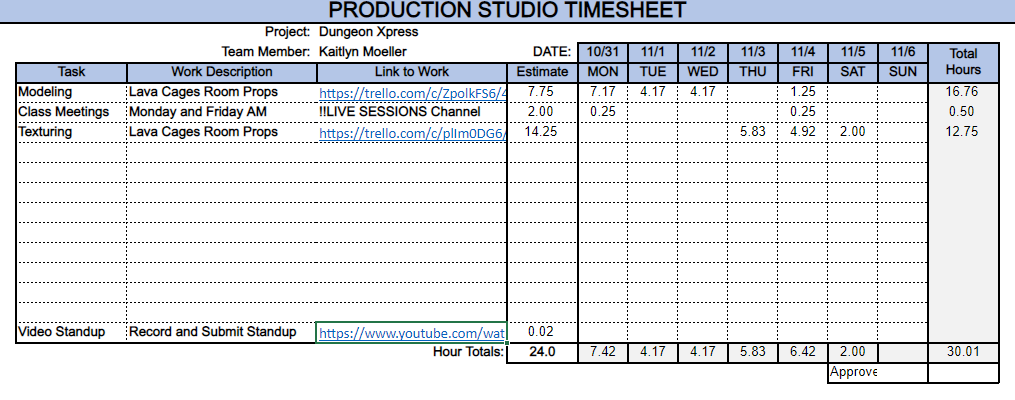 PRODUCTION STUDIO TIMESHEET
Project: Dungeon Xpress
Team Member: Kaitlyn Moeller DATE: 10/31 11/1 11/2 11/3 11/4 11/5 11/6 Total Hours
Task Work Description Link to Work Estimate MON TUE WED THU FRI SAT SUN
Modeling Lava Cages Room Props https://trello.com/c/ZpolkFS6/4 7.75 7.17 4.17 4.17 1.25 16.76
Class Meetings Monday and Friday AM !!LIVE SESSIONS Channel 2.00 0.25 0.25 0.50
Texturing Lava Cages Room Props https://trello.com/c/plIm0DG6/ 14.25 5.83 4.92 2.00 12.75
Video Standup Record and Submit Standup https://www.youtube.com/wat 0.02
Hour Totals: 24.0 7.42 4.17 4.17 5.83 6.42 2.00 30.01
Approve